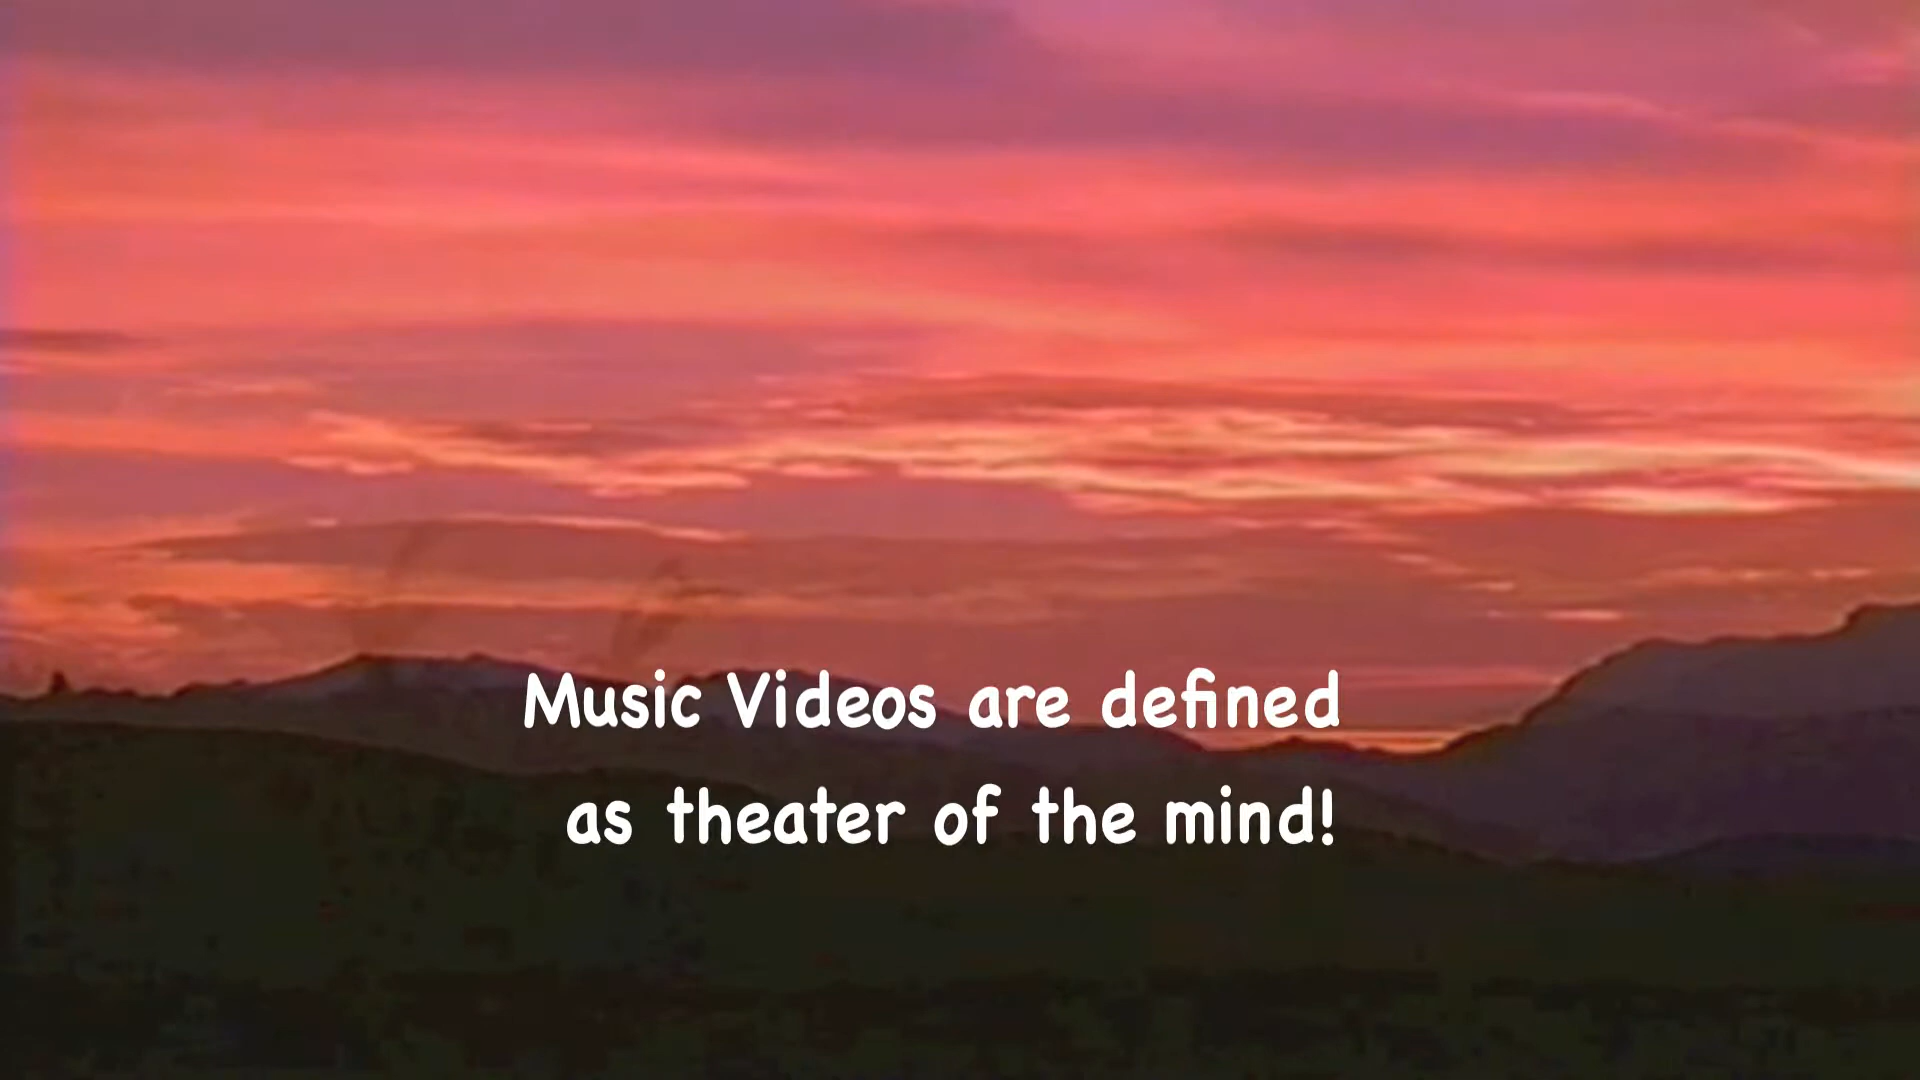 Music Videos are defined
as theater of the mind!